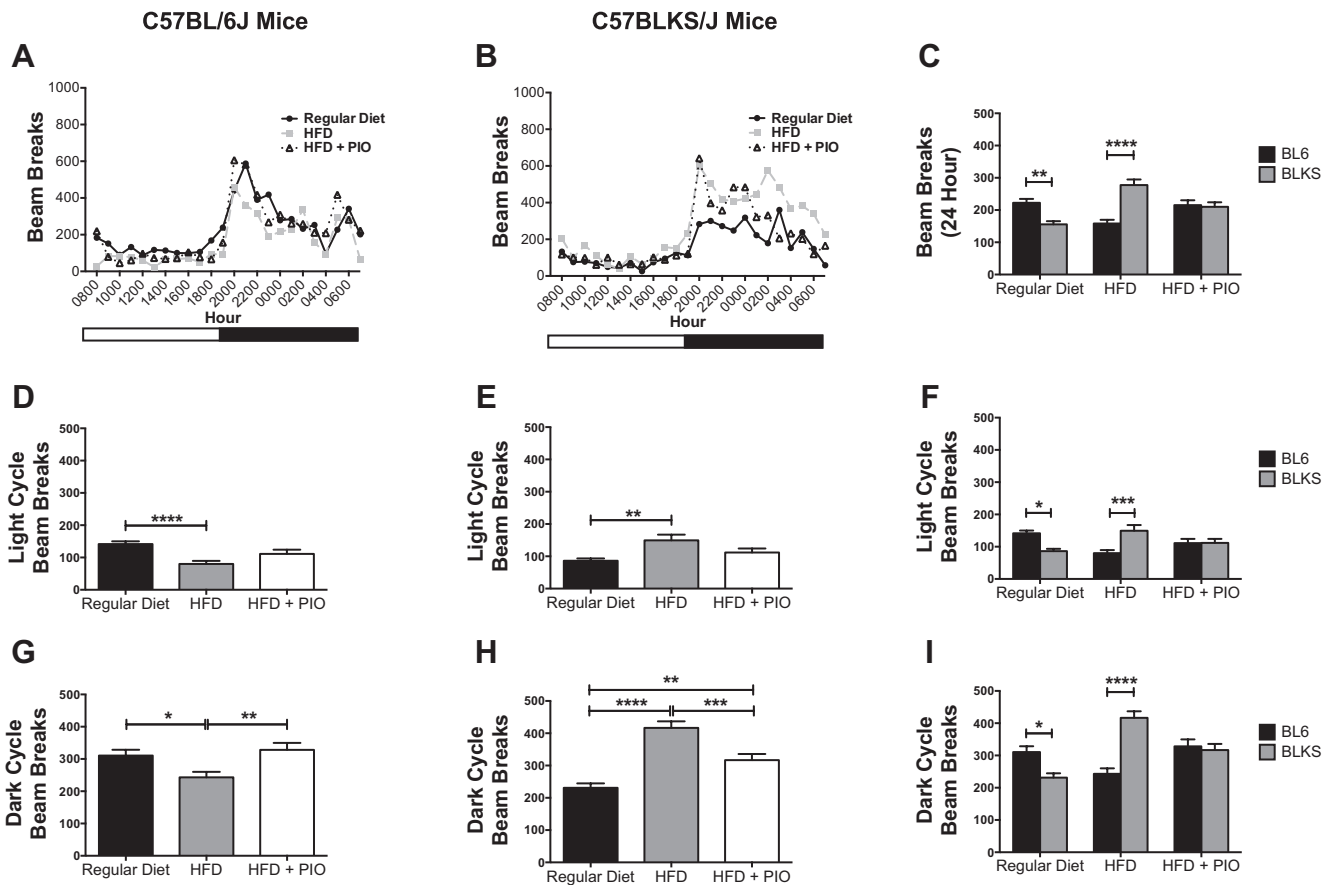 C57BL/6J Mice
C57BLKS/J Mice
A
Beam Breaks
1000
800
600
400
200
0
Regular Diet
HFD
HFD + PIO
0800
1000
1200
1400
1600
1800
2000
2200
0000
0200
0400
0600
Hour
B
Beam Breaks
1000
800
600
400
200
0
Regular Diet
HFD
HFD + PIO
0800
1000
1200
1400
1600
1800
2000
2200
0000
0200
0400
0600
Hour
C
Beam Breaks
(24 Hour)
500
400
300
200
100
0
**
****
Regular Diet
HFD
HFD + PIO
BL6
BLKS
D
Light Cycle
Beam Breaks
500
400
300
200
100
0
****
Regular Diet
HFD
HFD + PIO
E
Light Cycle
Beam Breaks
500
400
300
200
100
0
**
Regular Diet
HFD
HFD + PIO
F
Light Cycle
Beam Breaks
500
400
300
200
100
0
*
***
Regular Diet
HFD
HFD + PIO
BL6
BLKS
G
Dark Cycle
Beam Breaks
500
400
300
200
100
0
*
**
Regular Diet
HFD
HFD + PIO
H
Dark Cycle
Beam Breaks
500
400
300
200
100
0
**
****
***
Regular Diet
HFD
HFD + PIO
I
Dark Cycle
Beam Breaks
500
400
300
200
100
0
*
****
Regular Diet
HFD
HFD + PIO
BL6
BLKS